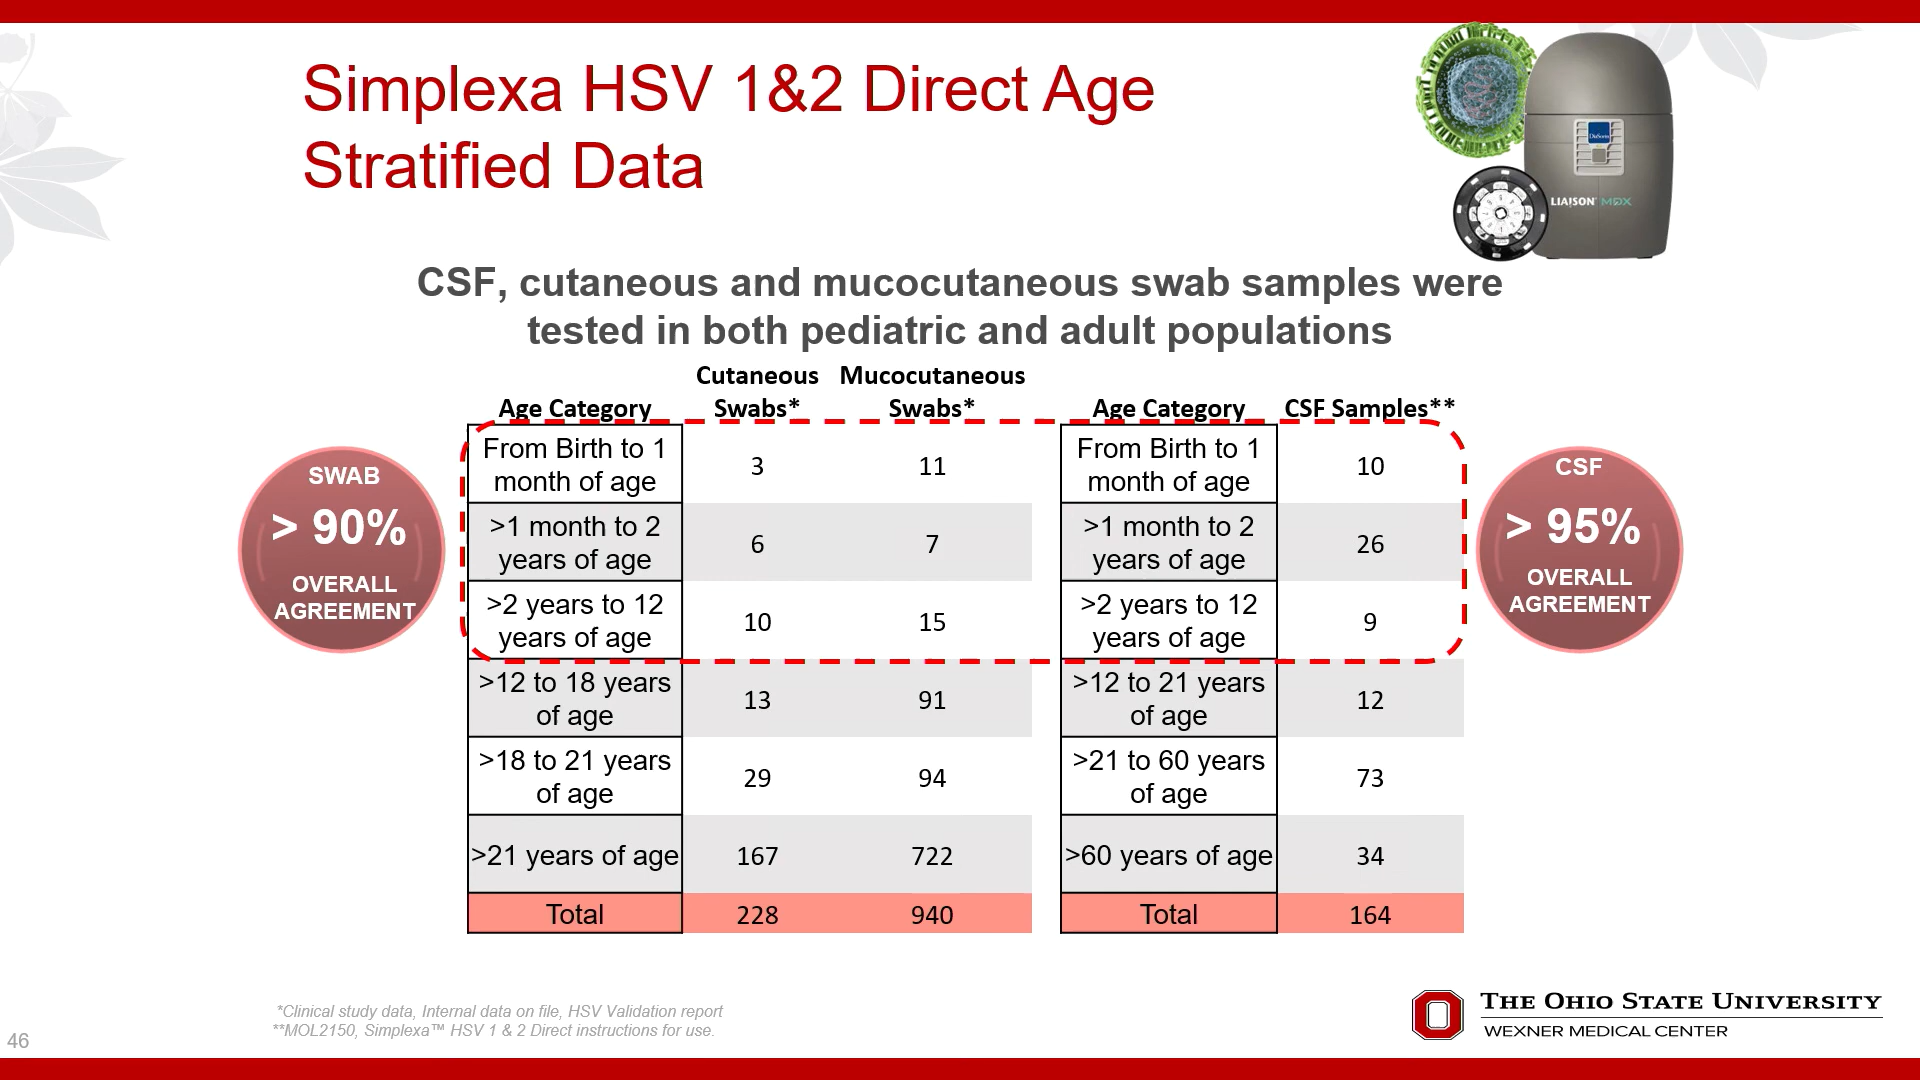 Simplexa HSV 1&2 Direct Age
Stratified Data
LIAISON® MDX
CSF, cutaneous and mucocutaneous swab samples were
tested in both pediatric and adult populations
Age Category Cutaneous Swabs* Mucocutaneous Swabs*
From Birth to 1 month of age 3 11
>1 month to 2 years of age 6 7
>2 years to 12 years of age 10 15
>12 to 18 years of age 13 91
>18 to 21 years of age 29 94
>21 years of age 167 722
Total 228 940
Age Category CSF Samples**
From Birth to 1 month of age 10
>1 month to 2 years of age 26
>2 years to 12 years of age 9
>12 to 21 years of age 12
>21 to 60 years of age 73
>60 years of age 34
Total 164
SWAB
> 90%
OVERALL
AGREEMENT
CSF
> 95%
OVERALL
AGREEMENT
*Clinical study data, Internal data on file, HSV Validation report
**MOL2150, Simplexa™ HSV 1 & 2 Direct instructions for use.
46
THE OHIO STATE UNIVERSITY
WEXNER MEDICAL CENTER